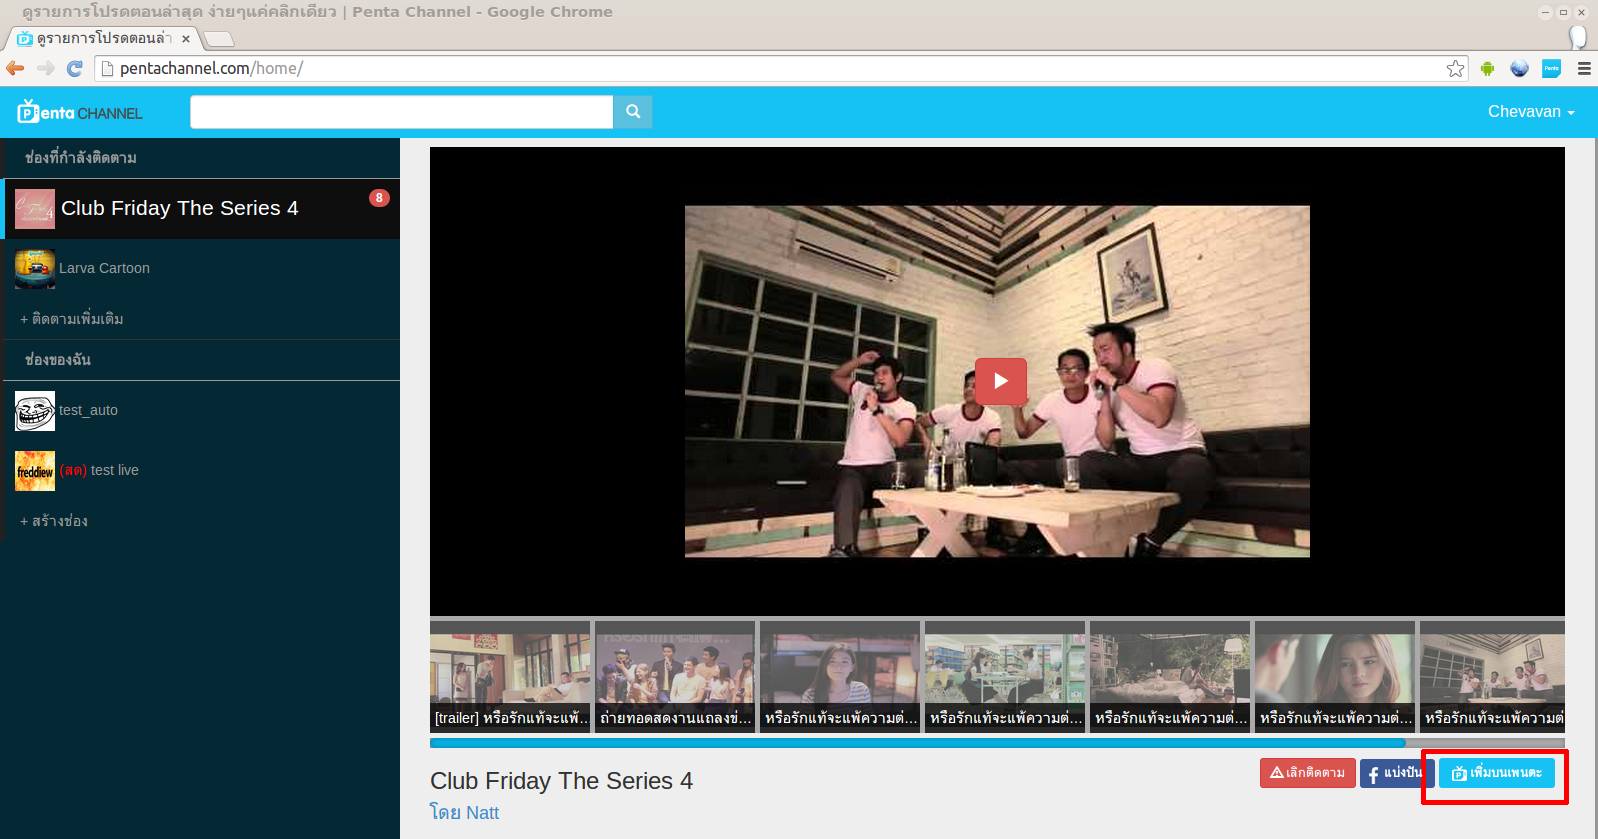 ดูรายการโปรดตอนล่าสุด ง่ายๆแค่คลิกเดียว | Penta Channel - Google Chrome
ดูรายการโปรดตอนล่า
pentachannel.com/home/
Penta
Penta CHANNEL
Chevavan
ช่องที่กำลังติดตาม
Club Friday The Series 4
8
Larva Cartoon
+ ติดตามเพิ่มเติม
ช่องของฉัน
test_auto
freddiew
(สด) test live
+ สร้างช่อง
[trailer] หรือรักแท้จะแพ้...
ถ่ายทอดสดงานแถลงข่...
หรือรักแท้จะแพ้ความต่...
หรือรักแท้จะแพ้ความต่...
หรือรักแท้จะแพ้ความต่...
หรือรักแท้จะแพ้ความต่...
หรือรักแท้จะแพ้ความต่
Club Friday The Series 4
เลิกติดตาม
แบ่งปัน
เพิ่มบนเพนตะ
โดย Natt